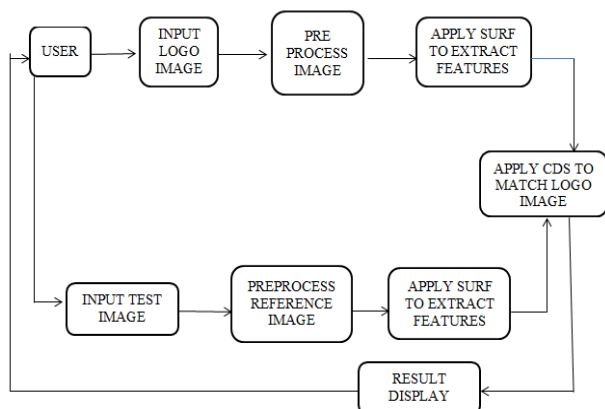 USER
INPUT
LOGO
IMAGE
PRE
PROCESS
IMAGE
APPLY SURF
TO EXTRACT
FEATURES
APPLY CDS TO
MATCH LOGO
IMAGE
INPUT TEST
IMAGE
PREPROCESS
REFERENCE
IMAGE
APPLY SURF
TO EXTRACT
FEATURES
RESULT
DISPLAY